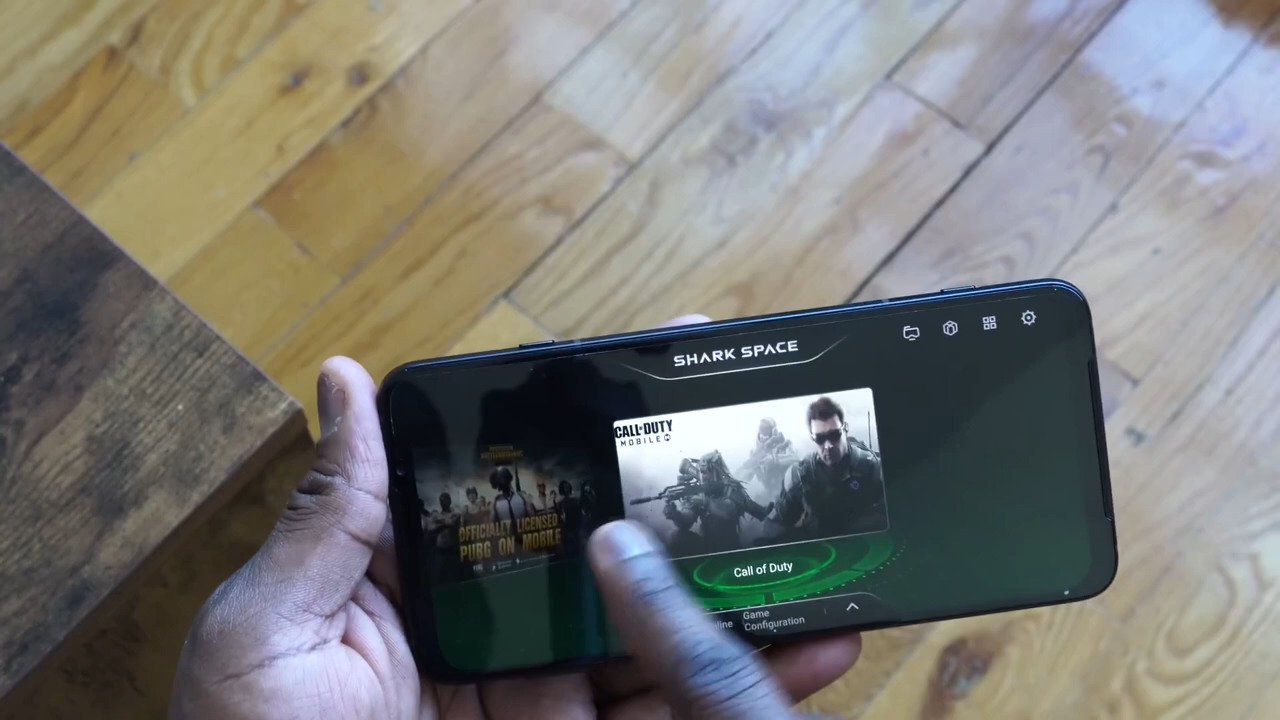 SHARK SPACE
CALL OF DUTY
MOBILE
OFFICIALLY LICENSED
PUBG ON MOBILE
Call of Duty
Game
Configuration